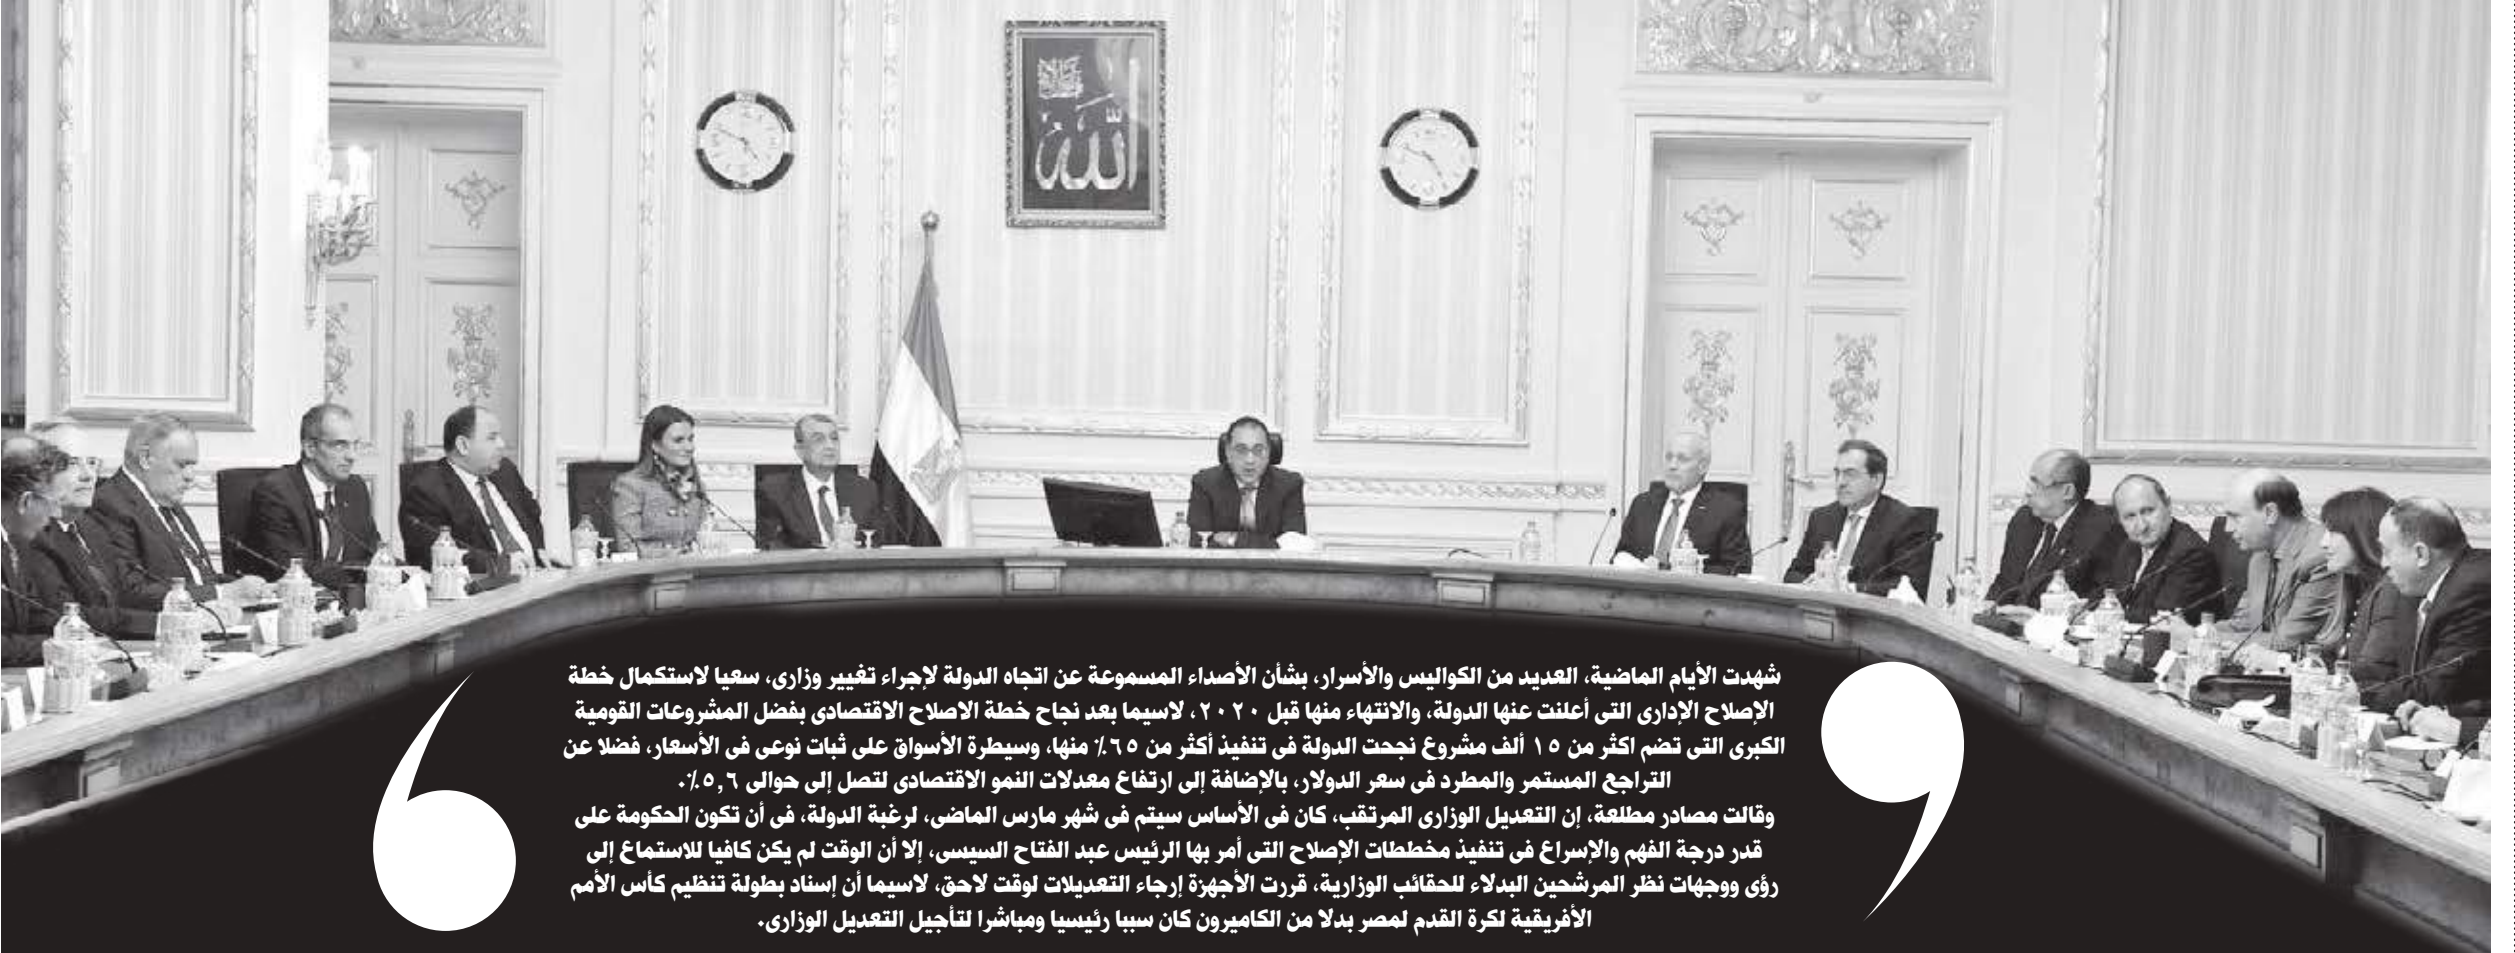 الله
شهدت الأيام الماضية، العديد من الكواليس والأسرار، بشأن الأصداء المسموعة عن اتجاه الدولة لإجراء تغيير وزارى، سعيا لاستكمال خطة
الإصلاح الإدارى التى أعلنت عنها الدولة، والانتهاء منها قبل ٢٠٢٠، لاسيما بعد نجاح خطة الاصلاح الاقتصادى بفضل المشروعات القومية
الكبرى التى تضم اكثر من ١٥ ألف مشروع نجحت الدولة فى تنفيذ أكثر من ٦٥٪ منها، وسيطرة الأسواق على ثبات نوعى فى الأسعار، فضلا عن
التراجع المستمر والمطرد فى سعر الدولار، بالإضافة إلى ارتفاع معدلات النمو الاقتصادى لتصل إلى حوالى ٥,٦٪.
وقالت مصادر مطلعة، إن التعديل الوزارى المرتقب، كان فى الأساس سيتم فى شهر مارس الماضى، لرغبة الدولة، فى أن تكون الحكومة على
قدر درجة الفهم والإسراع فى تنفيذ مخططات الإصلاح التى أمر بها الرئيس عبد الفتاح السيسى، إلا أن الوقت لم يكن كافيا للاستماع إلى
رؤى ووجهات نظر المرشحين البدلاء للحقائب الوزارية، قررت الأجهزة إرجاء التعديلات لوقت لاحق، لاسيما أن إسناد بطولة تنظيم كأس الأمم
الأفريقية لكرة القدم لمصر بدلا من الكاميرون كان سببا رئيسيا ومباشرا لتأجيل التعديل الوزارى.